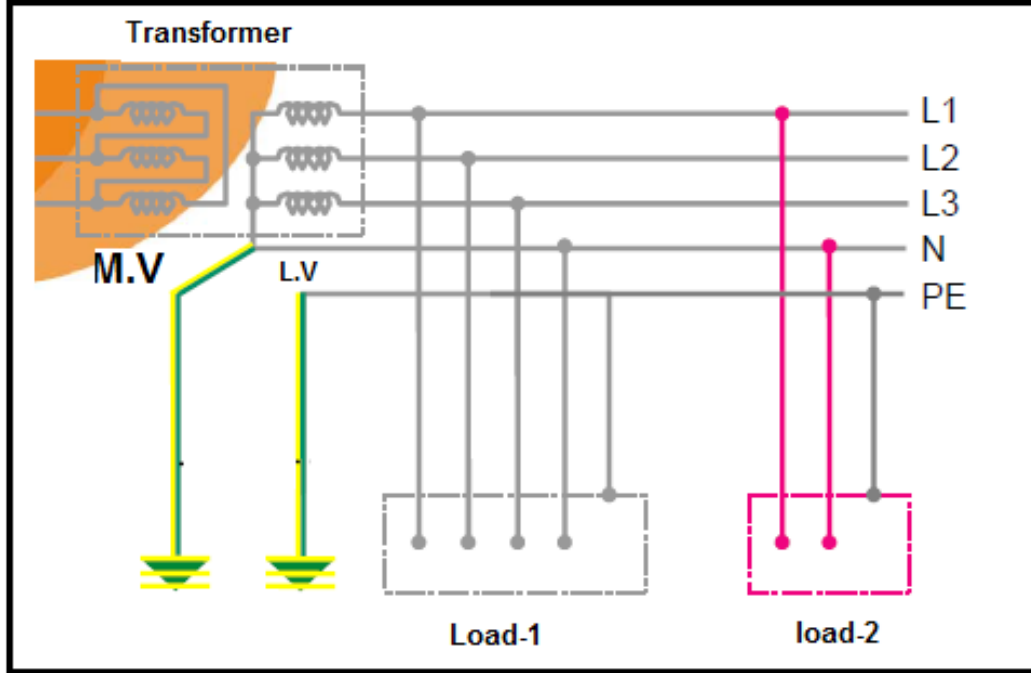 Transformer
L1
L2
L3
N
M.V
L.V
PE
Load-1
load-2